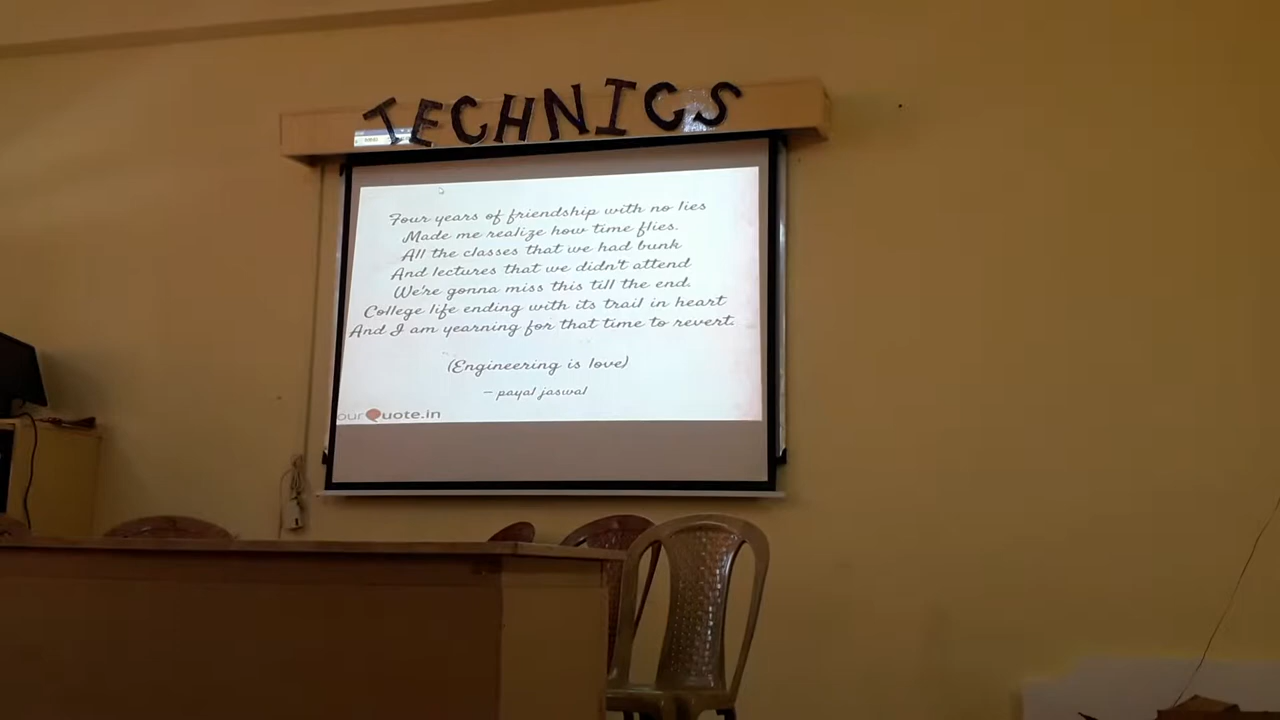 TECHNICS
Four years of friendship with no lies
Made me realize how time flies.
All the classes that we had bunk
And lectures that we didn't attend
We're gonna miss this till the end.
College life ending with its trail in heart
And I am yearning for that time to revert.
(Engineering is love)
– payal jaswal
ourQuote.in